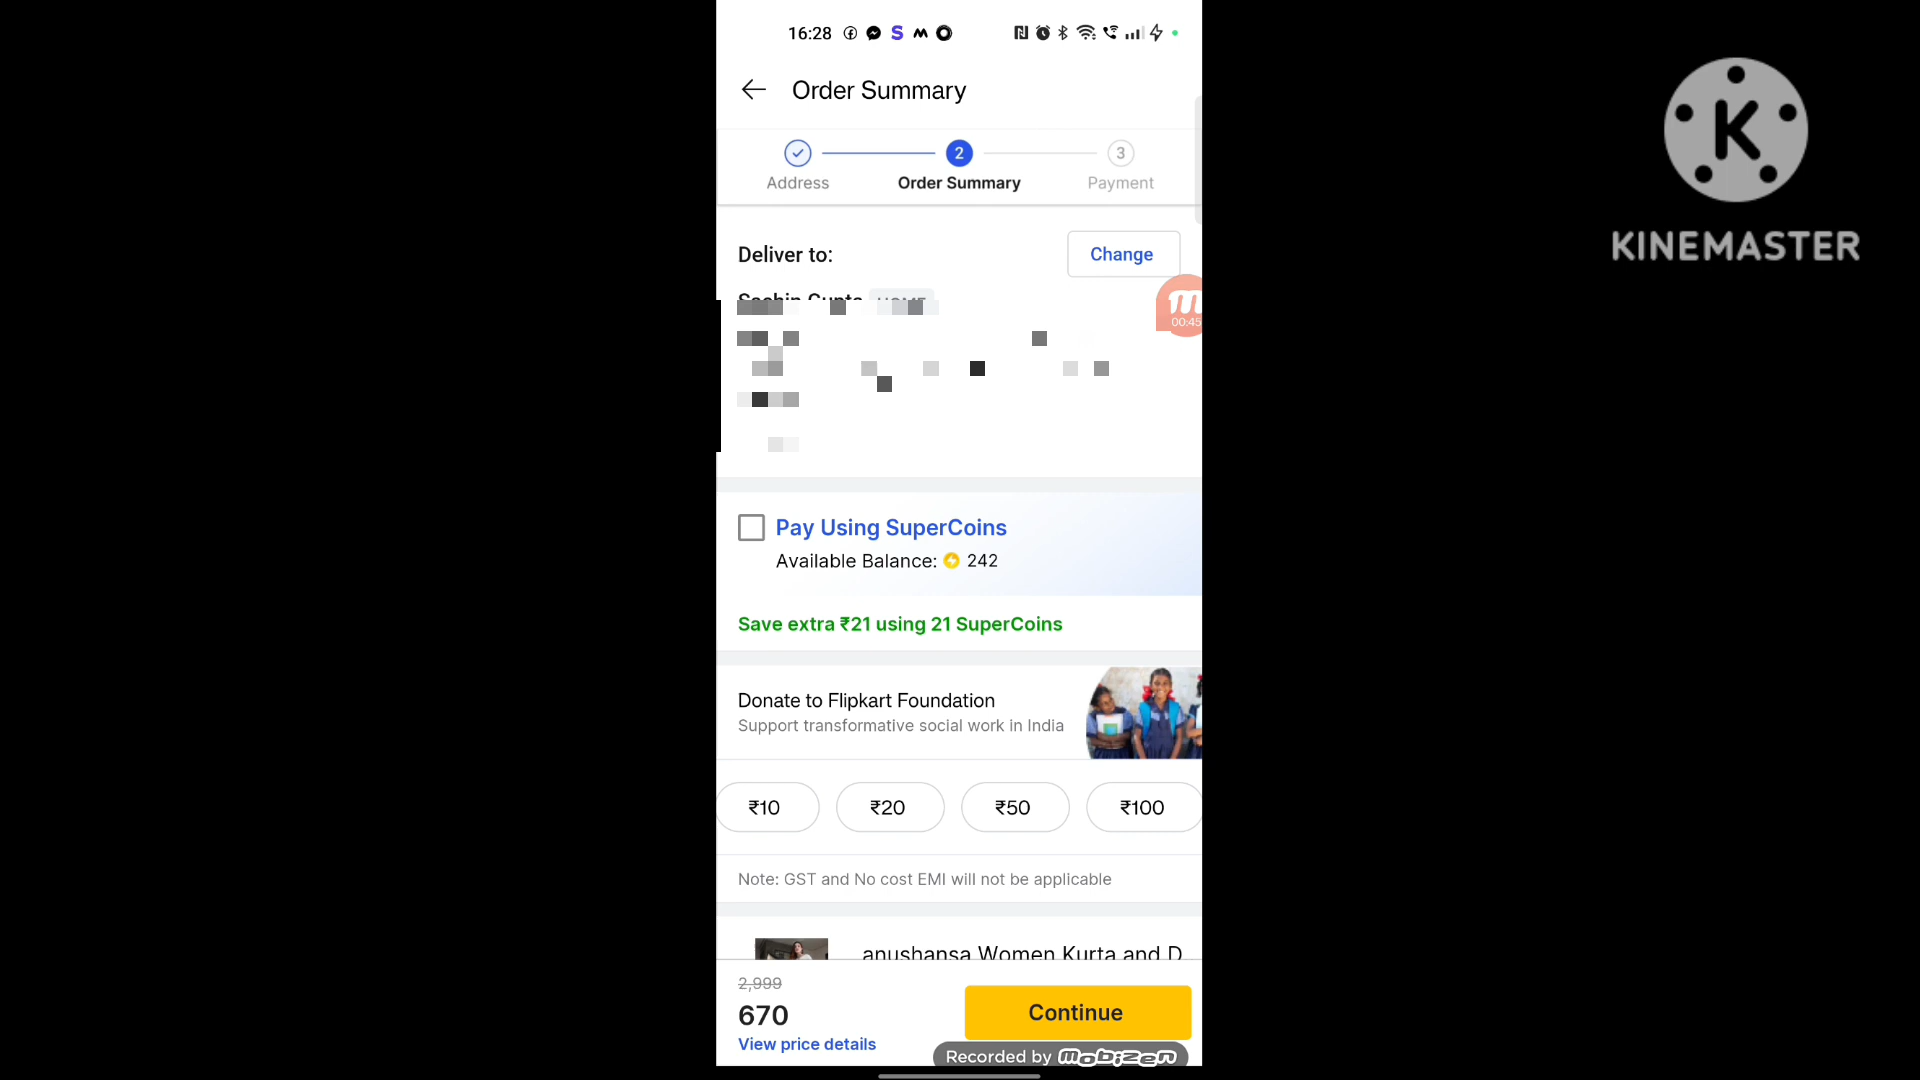 16:28
Order Summary
2
3
Address
Order Summary
Payment
Deliver to:
Change
00:45
Pay Using SuperCoins
Available Balance: 242
Save extra ₹21 using 21 SuperCoins
Donate to Flipkart Foundation
Support transformative social work in India
₹10
₹20
₹50
₹100
Note: GST and No cost EMI will not be applicable
anushansa Women Kurta and D
2,999
670
View price details
Continue
Recorded by mobizen
K
KINEMASTER